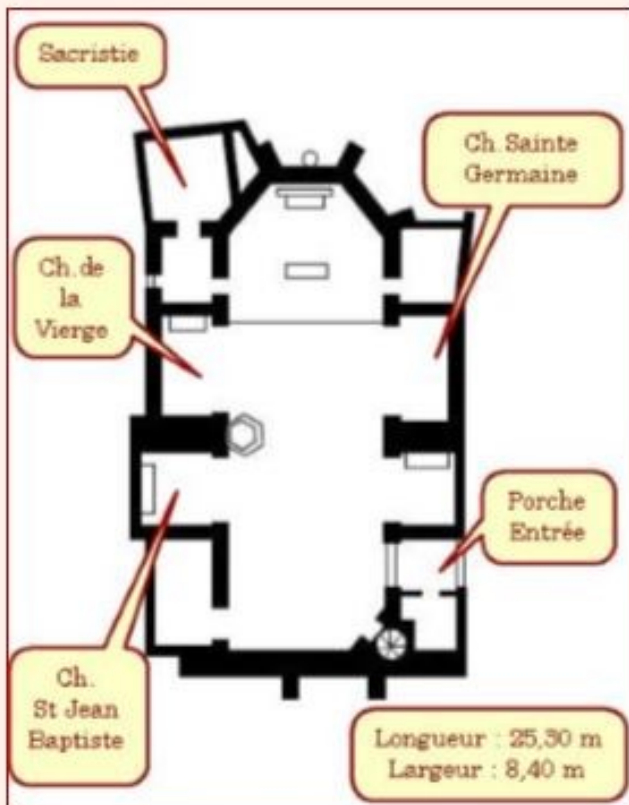 Sacristie
Ch. Sainte
Germaine
Ch. de
la
Vierge
Porche
Entrée
Ch.
St Jean
Baptiste
Longueur : 25,30 m
Largeur : 8,40 m